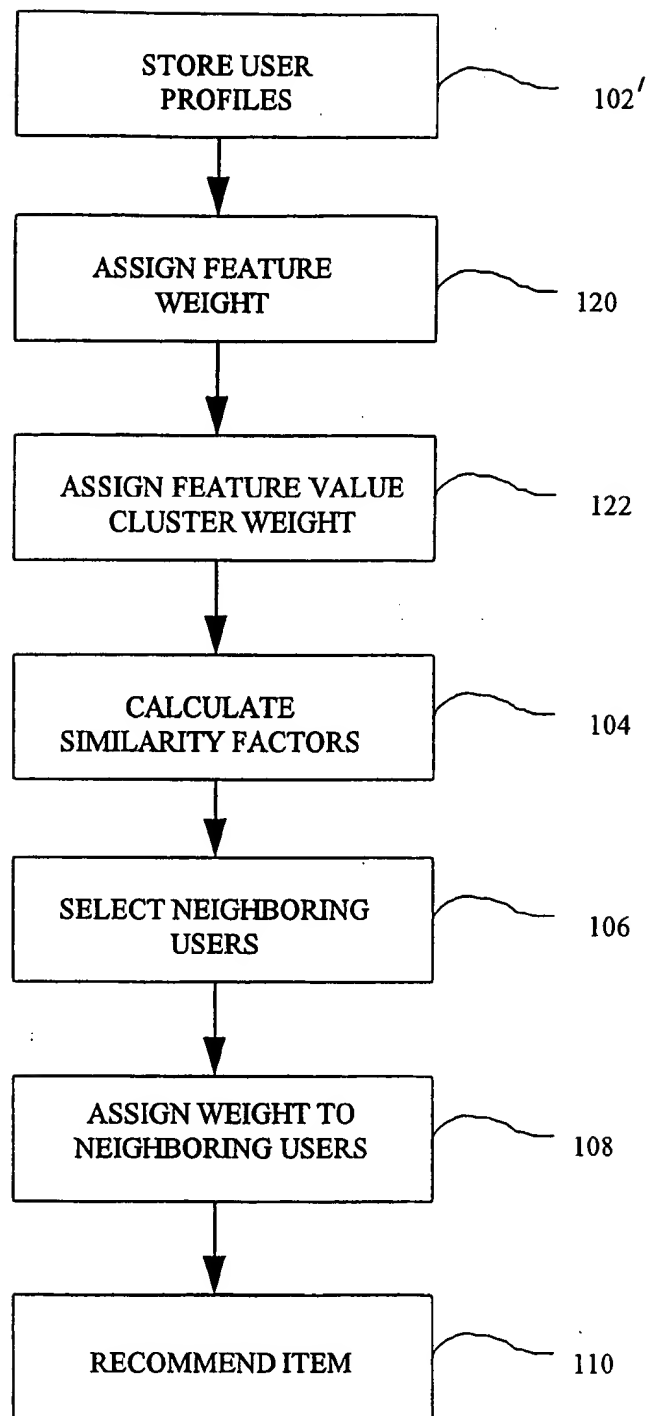 STORE USER
PROFILES
102'
ASSIGN FEATURE
WEIGHT
120
ASSIGN FEATURE VALUE
CLUSTER WEIGHT
122
CALCULATE
SIMILARITY FACTORS
104
SELECT NEIGHBORING
USERS
106
ASSIGN WEIGHT TO
NEIGHBORING USERS
108
RECOMMEND ITEM
110